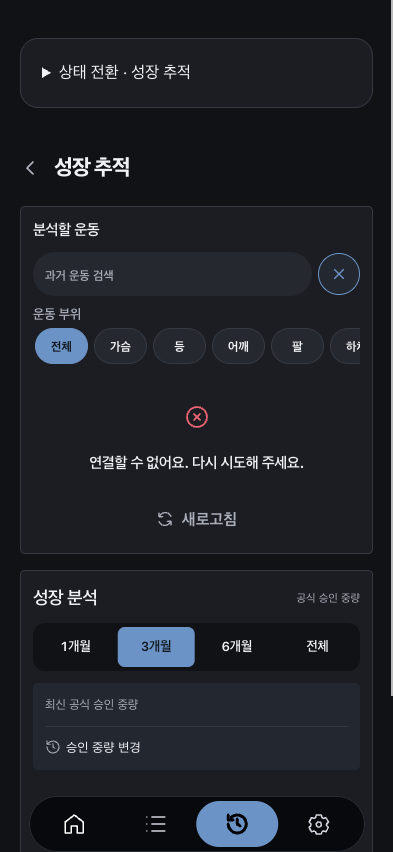 ▶ 상태 전환 · 성장 추적
성장 추적
분석할 운동
과거 운동 검색
운동 부위
전체 가슴 등 어깨 팔
연결할 수 없어요. 다시 시도해 주세요.
새로고침
성장 분석 공식 승인 중량
1개월 3개월 6개월 전체
최신 공식 승인 중량
승인 중량 변경